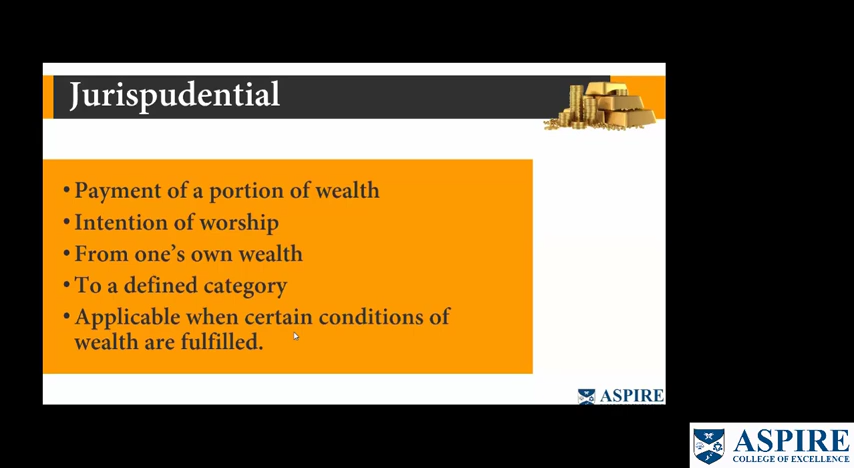 Jurispudential
• Payment of a portion of wealth
• Intention of worship
• From one's own wealth
• To a defined category
• Applicable when certain conditions of
wealth are fulfilled.
ASPIRE
ASPIRE
COLLEGE OF EXCELLENCE